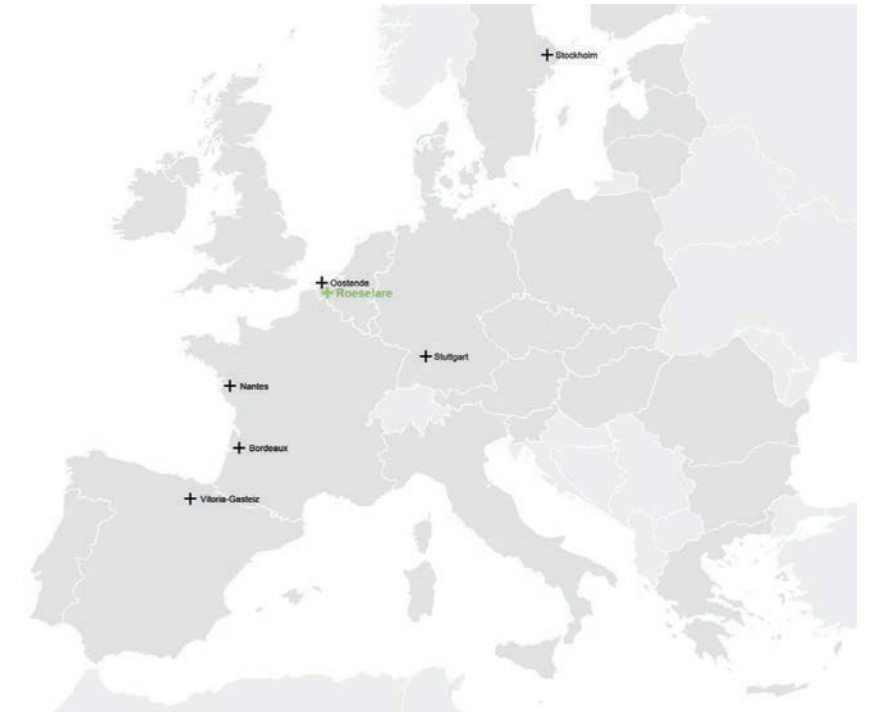 Stockholm
Oostende
Roeselare
Stuttgart
Nantes
Bordeaux
Vitoria-Gasteiz